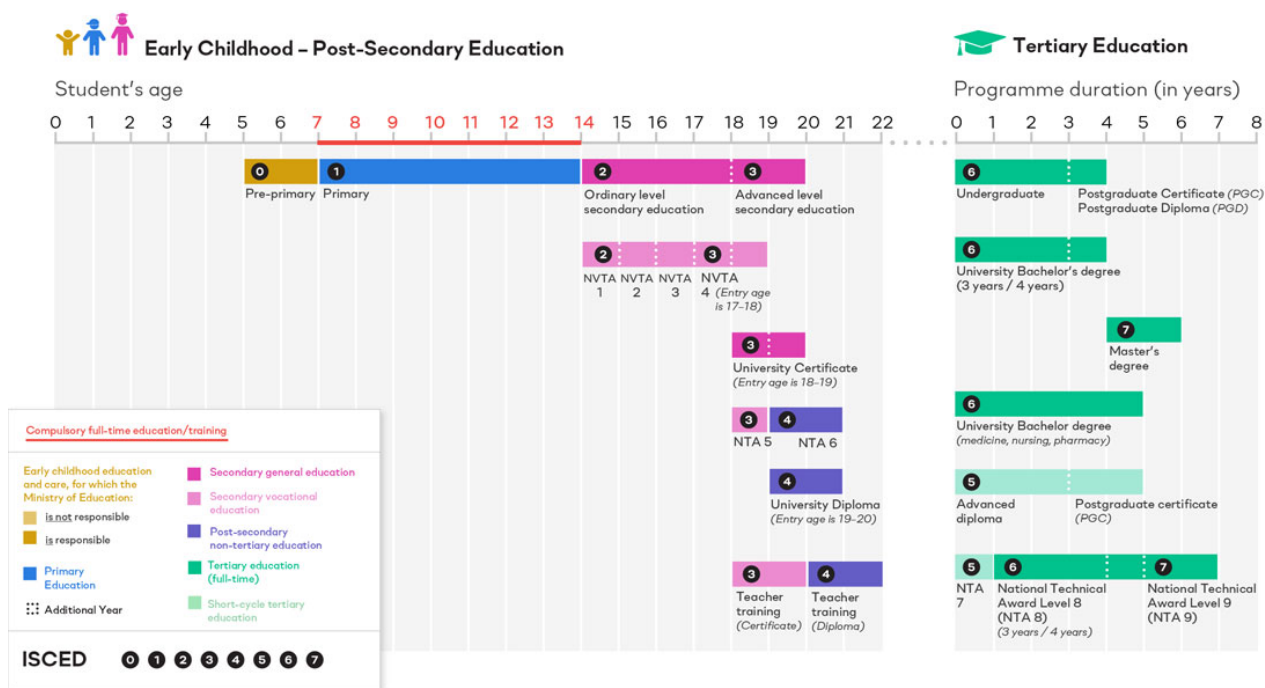 Early Childhood – Post-Secondary Education
Student's age
0 1 2 3 4 5 6 7 8 9 10 11 12 13 14 15 16 17 18 19 20 21 22
0
Pre-primary
1
Primary
2
Ordinary level
secondary education
3
Advanced level
secondary education
2
3
NVTA
1
NVTA
2
NVTA
3
NVTA
4 (Entry age
is 17–18)
3
University Certificate
(Entry age is 18–19)
3
NTA 5
4
NTA 6
4
University Diploma
(Entry age is 19–20)
3
Teacher
training
(Certificate)
4
Teacher
training
(Diploma)
Tertiary Education
Programme duration (in years)
0 1 2 3 4 5 6 7 8
6
Undergraduate
Postgraduate Certificate (PGC)
Postgraduate Diploma (PGD)
6
University Bachelor's degree
(3 years / 4 years)
7
Master's
degree
6
University Bachelor degree
(medicine, nursing, pharmacy)
5
Advanced
diploma
Postgraduate certificate
(PGC)
5
NTA
7
6
National Technical
Award Level 8
(NTA 8)
(3 years / 4 years)
7
National Technical
Award Level 9
(NTA 9)
Compulsory full-time education/training
Early childhood education
and care, for which the
Ministry of Education:
is not responsible
is responsible
Primary
Education
Additional Year
Secondary general education
Secondary vocational
education
Post-secondary
non-tertiary education
Tertiary education
(full-time)
Short-cycle tertiary
education
ISCED 0 1 2 3 4 5 6 7